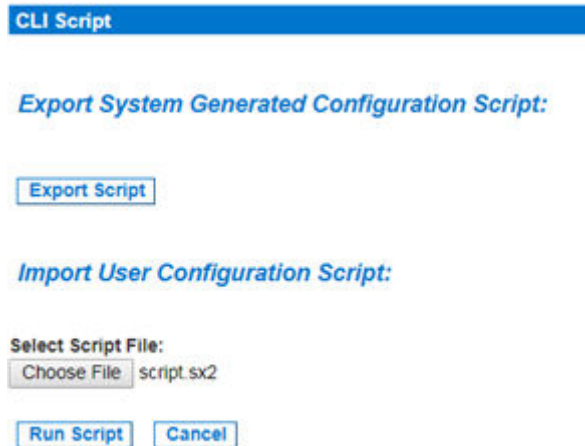 CLI Script
Export System Generated Configuration Script:
Export Script
Import User Configuration Script:
Select Script File:
Choose File script.sx2
Run Script Cancel